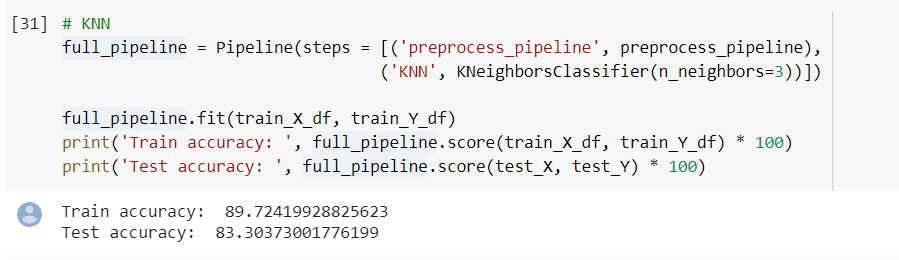 [31] # KNN
full_pipeline = Pipeline(steps = [('preprocess_pipeline', preprocess_pipeline),
('KNN', KNeighborsClassifier(n_neighbors=3))])
full_pipeline.fit(train_X_df, train_Y_df)
print('Train accuracy: ', full_pipeline.score(train_X_df, train_Y_df) * 100)
print('Test accuracy: ', full_pipeline.score(test_X, test_Y) * 100)
Train accuracy:  89.72419928825623
Test accuracy:  83.30373001776199